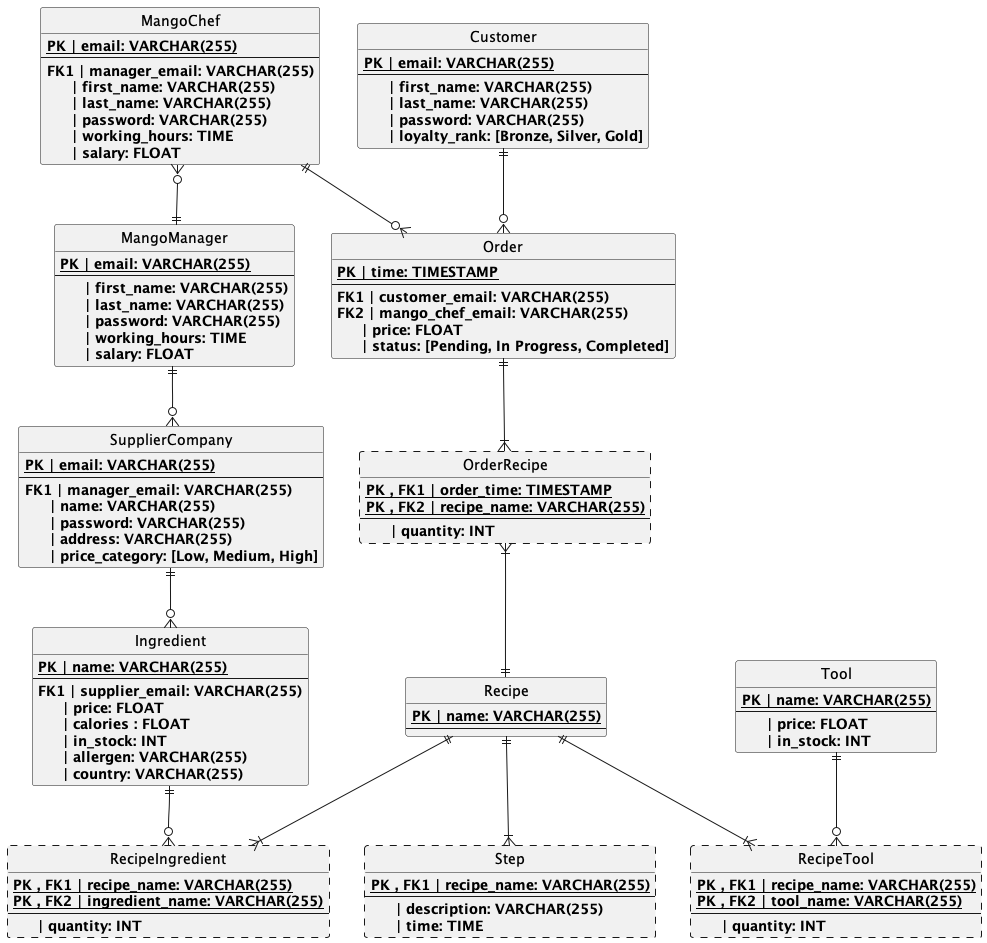 MangoChef
PK | email: VARCHAR(255)
FK1 | manager_email: VARCHAR(255)
| first_name: VARCHAR(255)
| last_name: VARCHAR(255)
| password: VARCHAR(255)
| working_hours: TIME
| salary: FLOAT
Customer
PK | email: VARCHAR(255)
| first_name: VARCHAR(255)
| last_name: VARCHAR(255)
| password: VARCHAR(255)
| loyalty_rank: [Bronze, Silver, Gold]
MangoManager
PK | email: VARCHAR(255)
| first_name: VARCHAR(255)
| last_name: VARCHAR(255)
| password: VARCHAR(255)
| working_hours: TIME
| salary: FLOAT
Order
PK | time: TIMESTAMP
FK1 | customer_email: VARCHAR(255)
FK2 | mango_chef_email: VARCHAR(255)
| price: FLOAT
| status: [Pending, In Progress, Completed]
SupplierCompany
PK | email: VARCHAR(255)
FK1 | manager_email: VARCHAR(255)
| name: VARCHAR(255)
| password: VARCHAR(255)
| address: VARCHAR(255)
| price_category: [Low, Medium, High]
OrderRecipe
PK , FK1 | order_time: TIMESTAMP
PK , FK2 | recipe_name: VARCHAR(255)
| quantity: INT
Ingredient
PK | name: VARCHAR(255)
FK1 | supplier_email: VARCHAR(255)
| price: FLOAT
| calories : FLOAT
| in_stock: INT
| allergen: VARCHAR(255)
| country: VARCHAR(255)
Recipe
PK | name: VARCHAR(255)
Tool
PK | name: VARCHAR(255)
| price: FLOAT
| in_stock: INT
RecipeIngredient
PK , FK1 | recipe_name: VARCHAR(255)
PK , FK2 | ingredient_name: VARCHAR(255)
| quantity: INT
Step
PK , FK1 | recipe_name: VARCHAR(255)
| description: VARCHAR(255)
| time: TIME
RecipeTool
PK , FK1 | recipe_name: VARCHAR(255)
PK , FK2 | tool_name: VARCHAR(255)
| quantity: INT